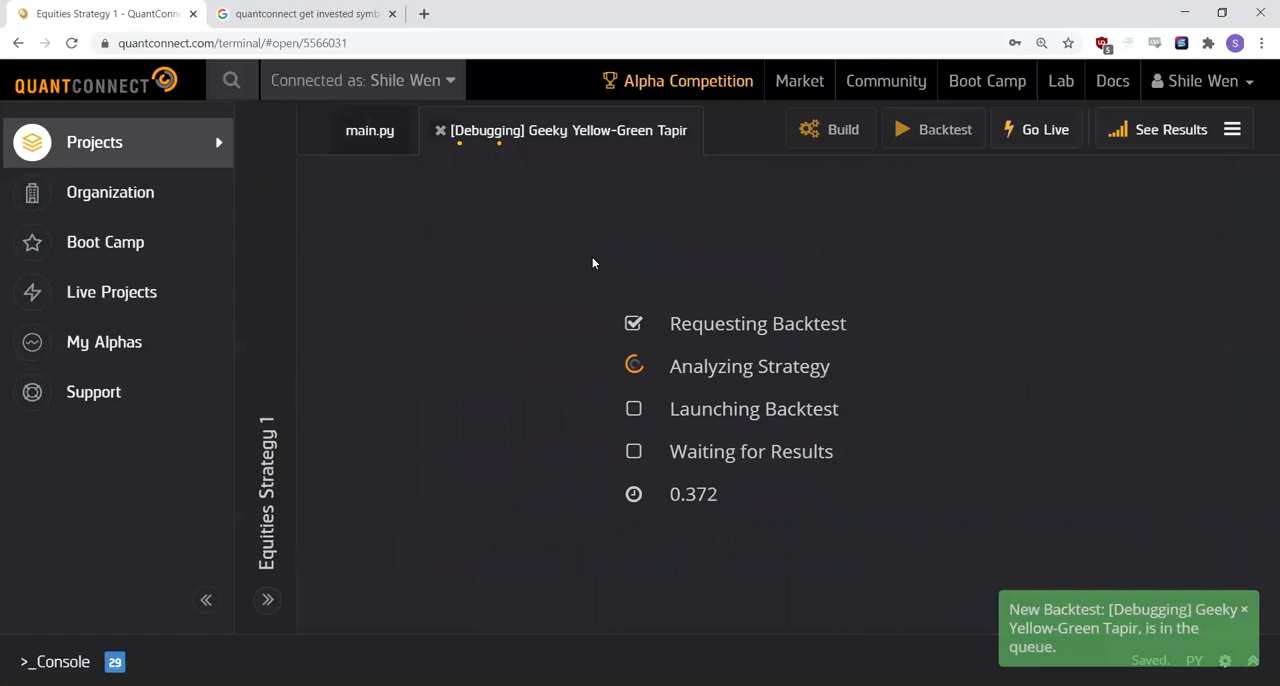 Equities Strategy 1 - QuantConn
quantconnect get invested symb
quantconnect.com/terminal/#open/5566031
5
S
QUANTCONNECT
Connected as: Shile Wen
Alpha Competition
Market
Community
Boot Camp
Lab
Docs
Shile Wen
Projects
Organization
Boot Camp
Live Projects
My Alphas
Support
Equities Strategy 1
main.py
[Debugging] Geeky Yellow-Green Tapir
Build
Backtest
Go Live
See Results
Requesting Backtest
Analyzing Strategy
Launching Backtest
Waiting for Results
0.372
New Backtest: [Debugging] Geeky
Yellow-Green Tapir, is in the
queue.
>_Console
29
Saved.
PY